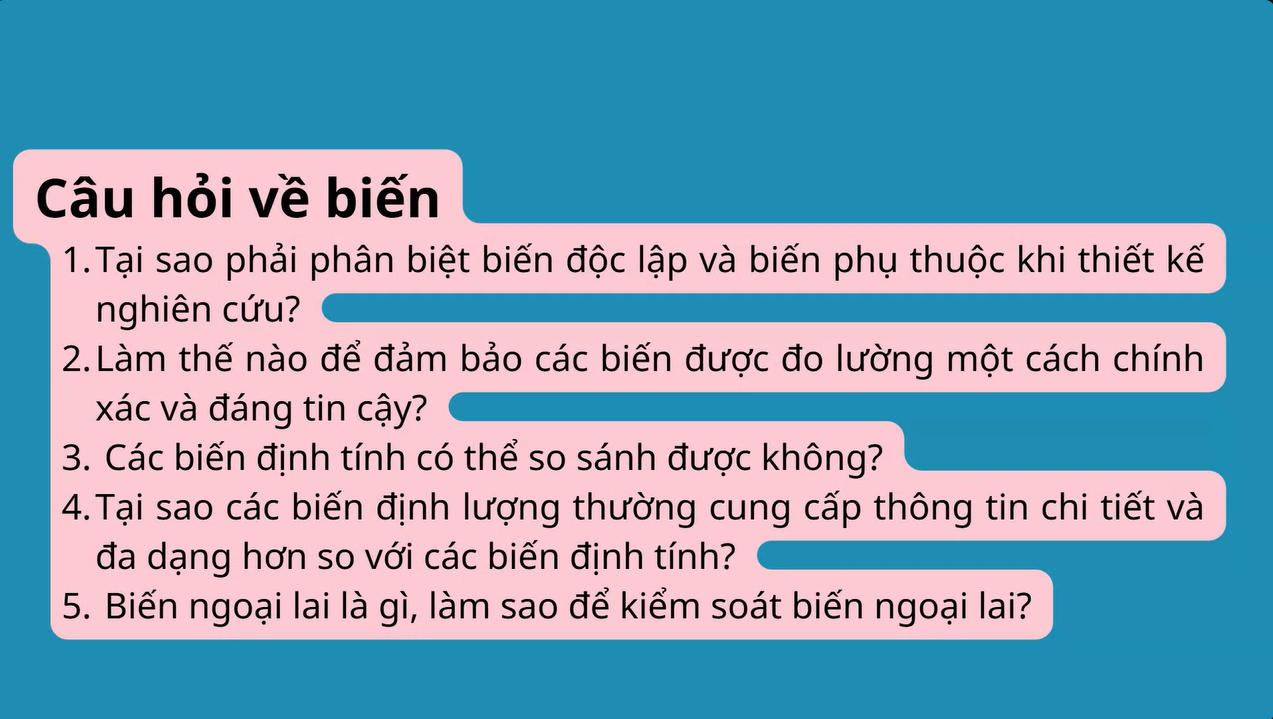 Câu hỏi về biến
1. Tại sao phải phân biệt biến độc lập và biến phụ thuộc khi thiết kế
nghiên cứu?
2. Làm thế nào để đảm bảo các biến được đo lường một cách chính
xác và đáng tin cậy?
3. Các biến định tính có thể so sánh được không?
4. Tại sao các biến định lượng thường cung cấp thông tin chi tiết và
đa dạng hơn so với các biến định tính?
5. Biến ngoại lai là gì, làm sao để kiểm soát biến ngoại lai?